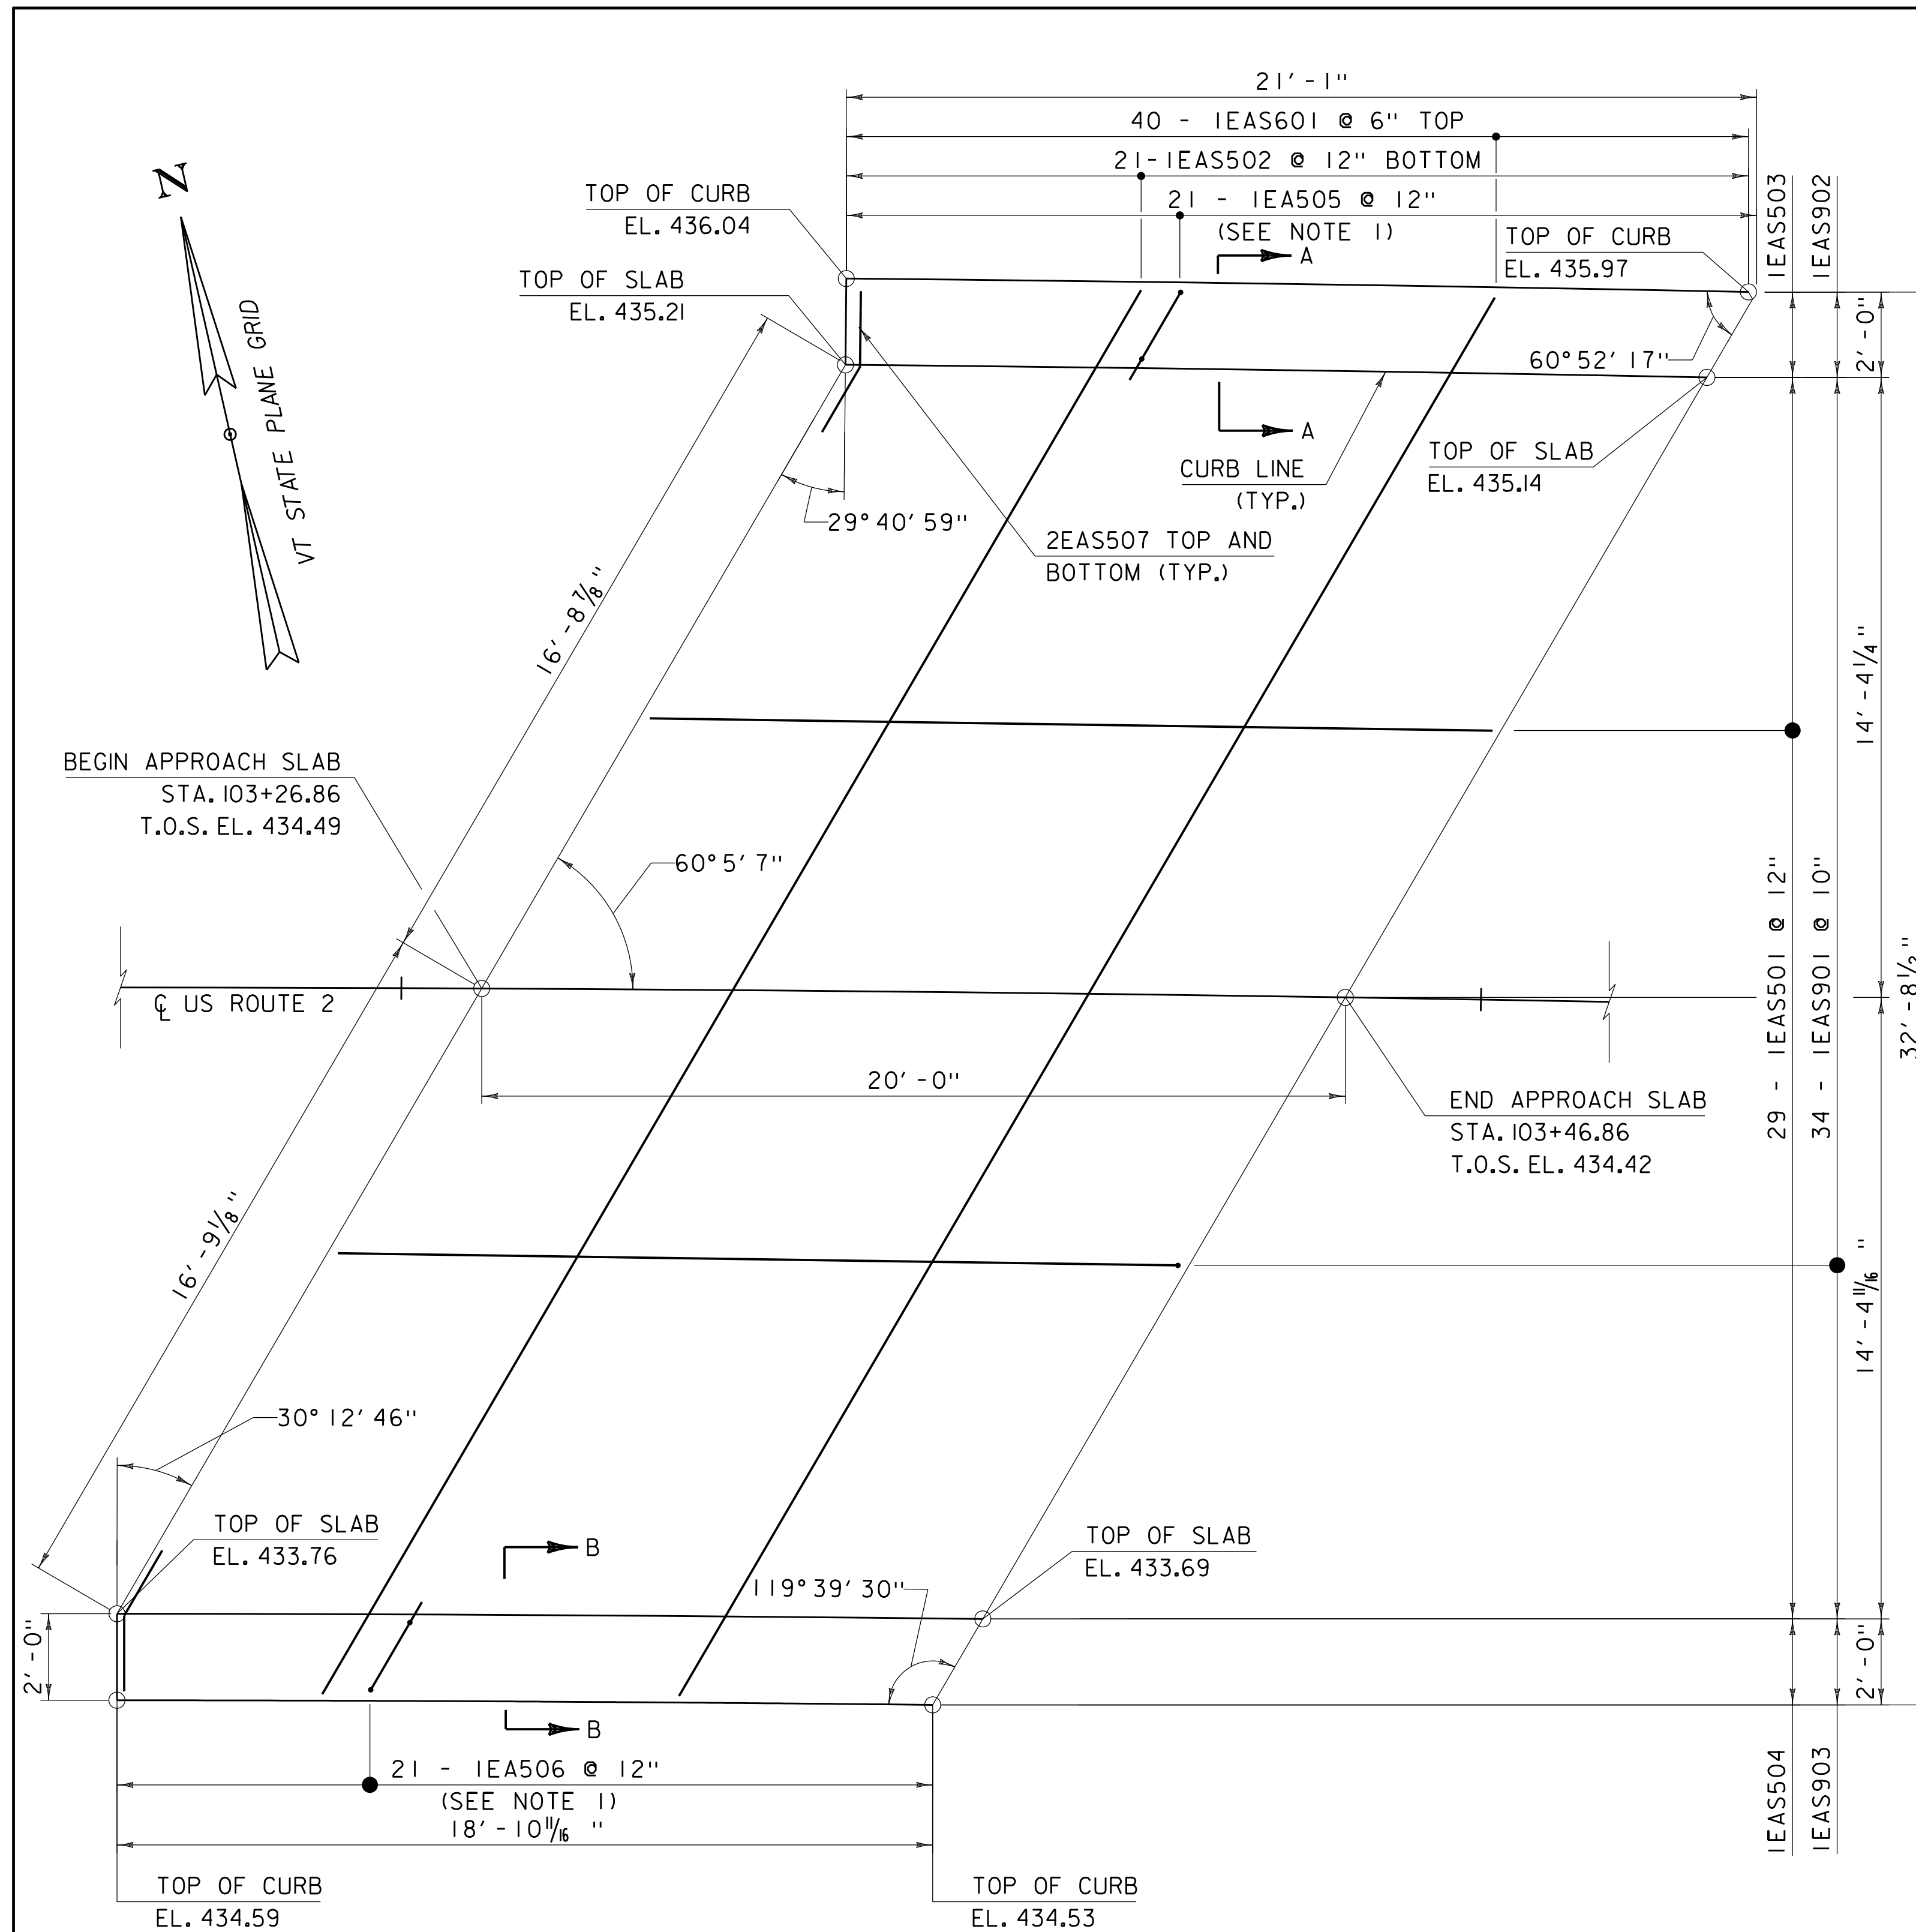 21'-1"
40 - 1EAS601 @ 6" TOP
21-1EAS502 @ 12" BOTTOM
21 - 1EA505 @ 12"
(SEE NOTE 1)
TOP OF CURB
EL. 436.04
TOP OF SLAB
EL. 435.21
A
TOP OF CURB
EL. 435.97
1EAS503
1EAS902
2'-0"
60°52'17"
N
VT STATE PLANE GRID
A
CURB LINE
(TYP.)
TOP OF SLAB
EL. 435.14
29°40'59"
2EAS507 TOP AND
BOTTOM (TYP.)
16'-8⅞"
14'-4¼"
BEGIN APPROACH SLAB
STA. 103+26.86
T.O.S. EL. 434.49
60°5'7"
29 - 1EAS501 @ 12"
34 - 1EAS901 @ 10"
32'-8½"
℄ US ROUTE 2
20'-0"
END APPROACH SLAB
STA. 103+46.86
T.O.S. EL. 434.42
16'-9⅛"
14'-4 11/16"
30°12'46"
TOP OF SLAB
EL. 433.76
B
TOP OF SLAB
EL. 433.69
119°39'30"
2'-0"
2'-0"
B
21 - 1EA506 @ 12"
(SEE NOTE 1)
18'-10 11/16"
1EAS504
1EAS903
TOP OF CURB
EL. 434.59
TOP OF CURB
EL. 434.53